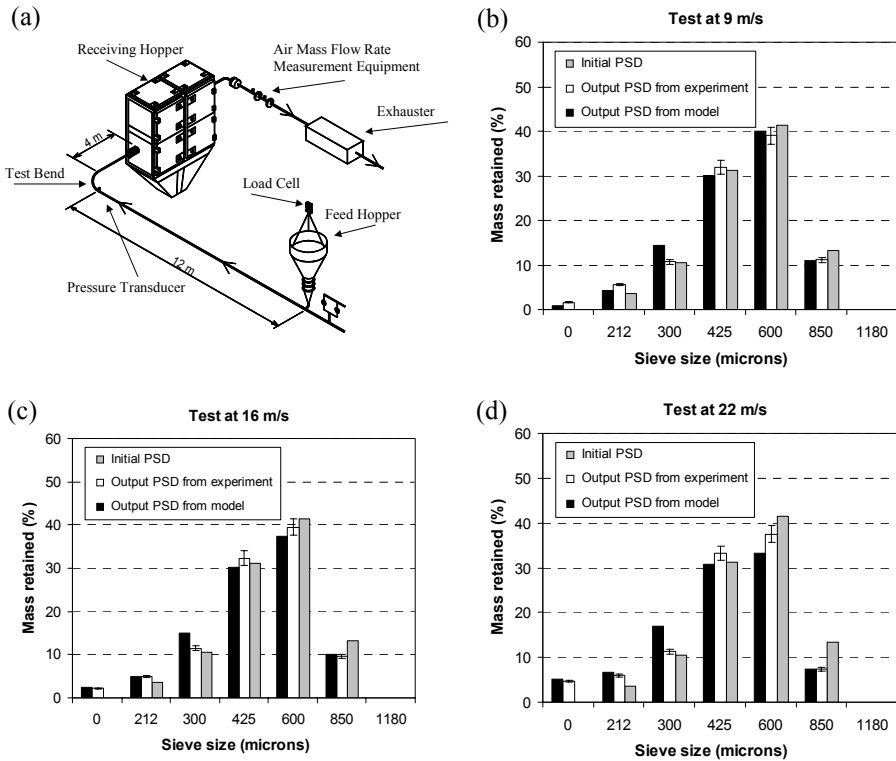 (a)
Receiving Hopper
Air Mass Flow Rate
Measurement Equipment
Exhauster
4 m
Test Bend
Load Cell
Feed Hopper
12 m
Pressure Transducer
(b)
Test at 9 m/s
60
50
40
30
20
10
0
Mass retained (%)
Initial PSD
Output PSD from experiment
Output PSD from model
0 212 300 425 600 850 1180
Sieve size (microns)
(c)
Test at 16 m/s
60
50
40
30
20
10
0
Mass retained (%)
Initial PSD
Output PSD from experiment
Output PSD from model
0 212 300 425 600 850 1180
Sieve size (microns)
(d)
Test at 22 m/s
60
50
40
30
20
10
0
Mass retained (%)
Initial PSD
Output PSD from experiment
Output PSD from model
0 212 300 425 600 850 1180
Sieve size (microns)